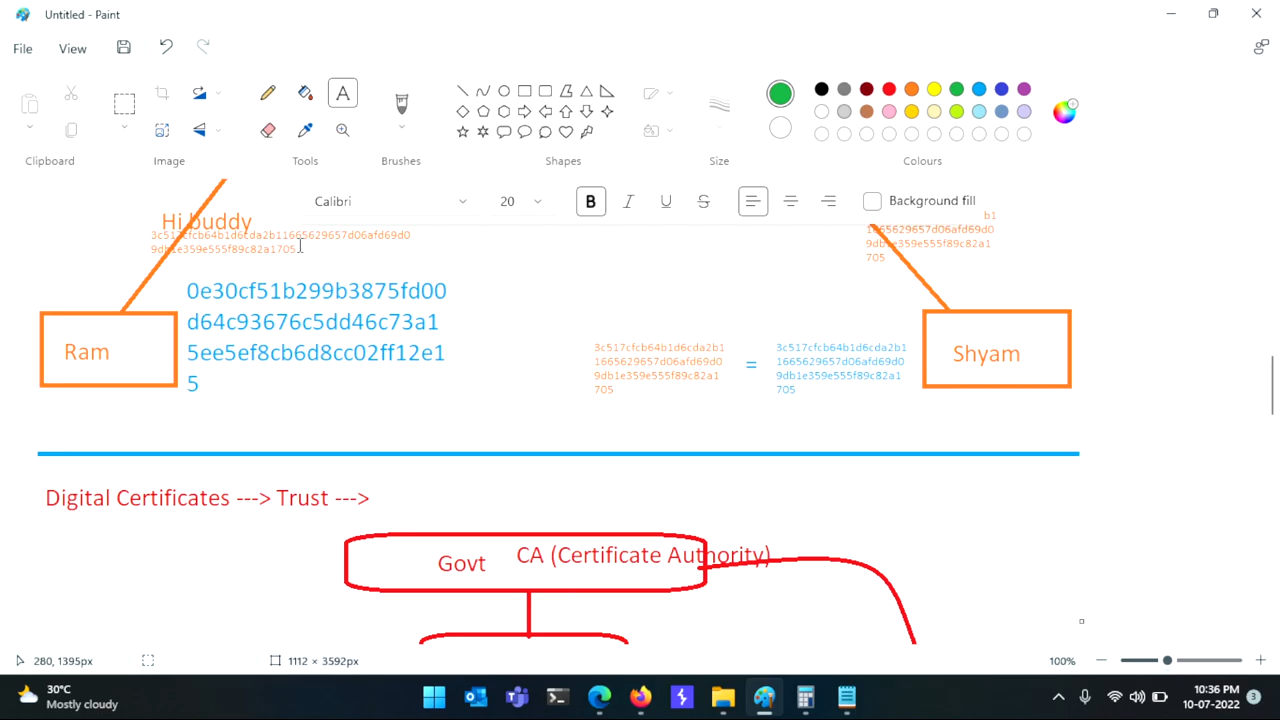 Untitled - Paint
File
View
Clipboard
Image
Tools
Brushes
Shapes
Size
Colours
Calibri
20
B
I
U
S
Background fill
Hi buddy
3c517cfcb64b1d6cda2b11665629657d06afd69d0
9db1e359e555f89c82a1705
b1
1665629657d06afd69d0
9db1e359e555f89c82a1
705
0e30cf51b299b3875fd00
d64c93676c5dd46c73a1
5ee5ef8cb6d8cc02ff12e1
5
Ram
3c517cfcb64b1d6cda2b1
1665629657d06afd69d0
9db1e359e555f89c82a1
705
=
3c517cfcb64b1d6cda2b1
1665629657d06afd69d0
9db1e359e555f89c82a1
705
Shyam
Digital Certificates ---> Trust --->
Govt
CA (Certificate Authority)
280, 1395px
1112 × 3592px
100%
30°C
Mostly cloudy
10:36 PM
10-07-2022
3